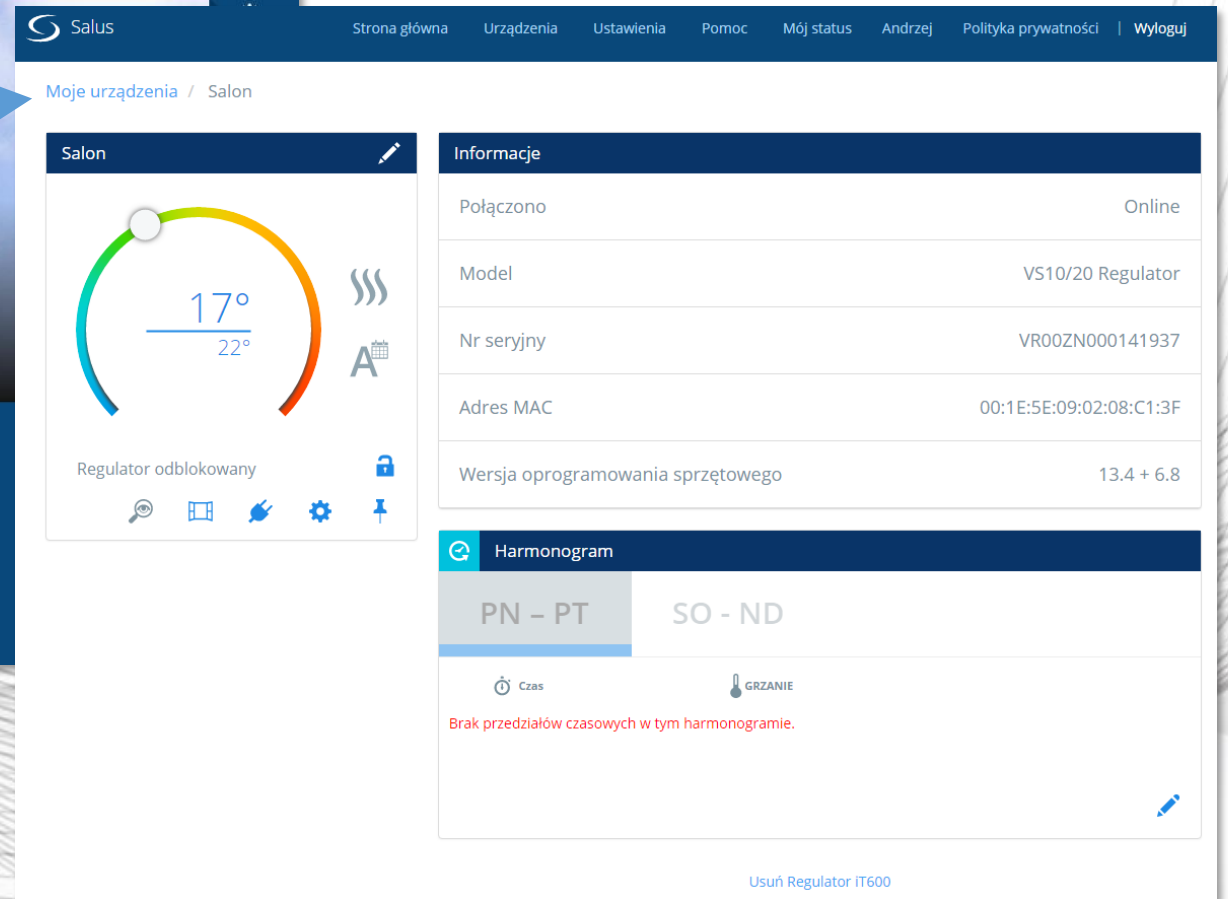 Salus
Strona główna Urządzenia Ustawienia Pomoc Mój status Andrzej Polityka prywatności | Wyloguj
Moje urządzenia / Salon
Salon
17°
22°
A
Regulator odblokowany
Informacje
Połączono Online
Model VS10/20 Regulator
Nr seryjny VR00ZN000141937
Adres MAC 00:1E:5E:09:02:08:C1:3F
Wersja oprogramowania sprzętowego 13.4 + 6.8
Harmonogram
PN – PT SO - ND
Czas GRZANIE
Brak przedziałów czasowych w tym harmonogramie.
Usuń Regulator iT600